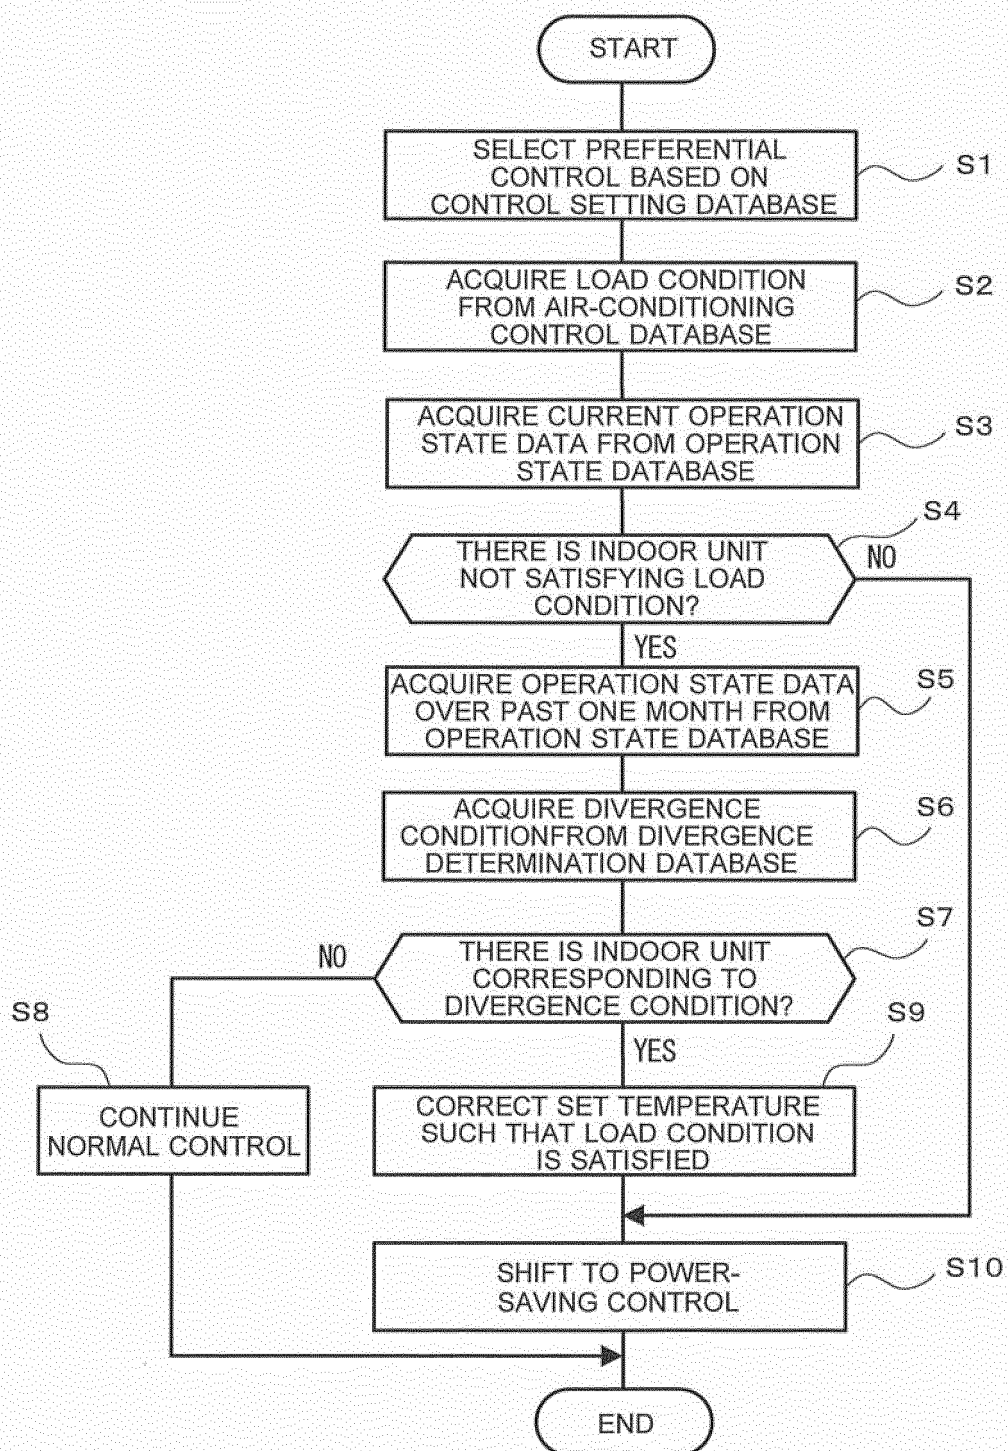 START
SELECT PREFERENTIAL
CONTROL BASED ON
CONTROL SETTING DATABASE
S1
ACQUIRE LOAD CONDITION
FROM AIR-CONDITIONING
CONTROL DATABASE
S2
ACQUIRE CURRENT OPERATION
STATE DATA FROM OPERATION
STATE DATABASE
S3
S4
THERE IS INDOOR UNIT
NOT SATISFYING LOAD
CONDITION?
NO
YES
ACQUIRE OPERATION STATE DATA
OVER PAST ONE MONTH FROM
OPERATION STATE DATABASE
S5
ACQUIRE DIVERGENCE
CONDITIONFROM DIVERGENCE
DETERMINATION DATABASE
S6
S7
THERE IS INDOOR UNIT
CORRESPONDING TO
DIVERGENCE CONDITION?
NO
YES
S8
CONTINUE
NORMAL CONTROL
S9
CORRECT SET TEMPERATURE
SUCH THAT LOAD CONDITION
IS SATISFIED
SHIFT TO POWER-
SAVING CONTROL
S10
END